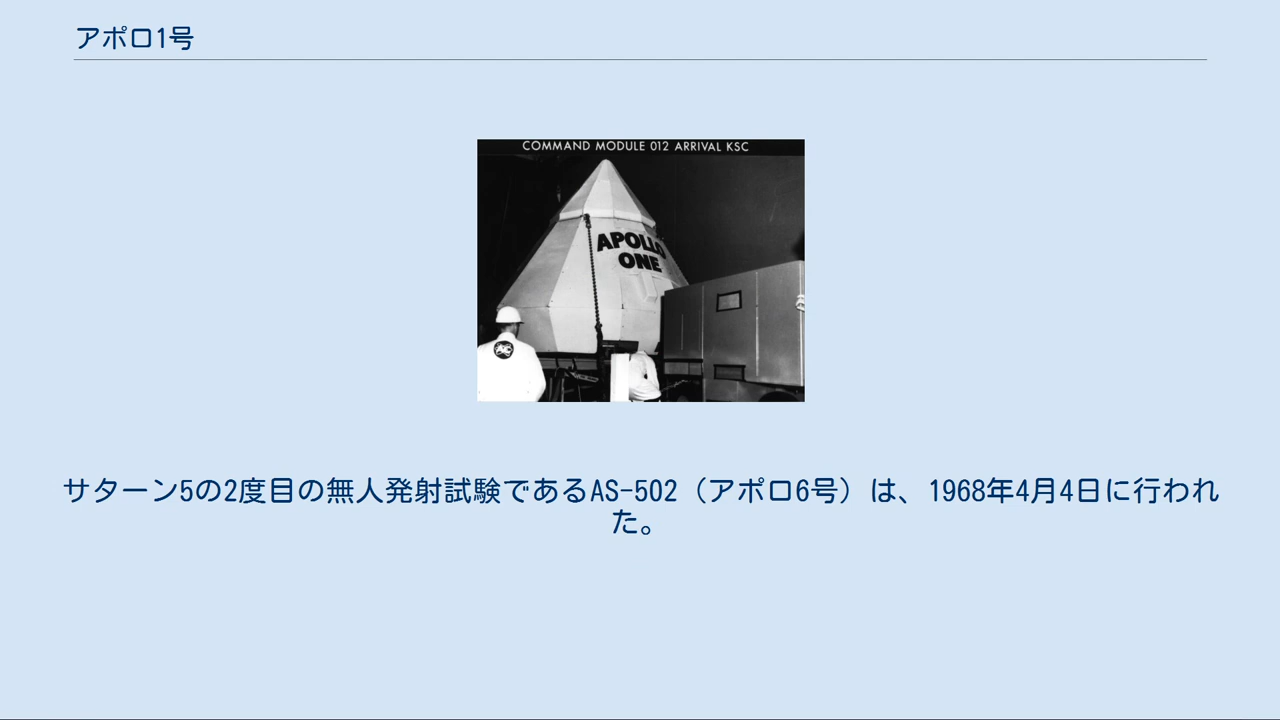 アポロ1号
COMMAND MODULE 012 ARRIVAL KSC
APOLLO
ONE
サターン5の2度目の無人発射試験であるAS-502（アポロ6号）は、1968年4月4日に行われ
た。